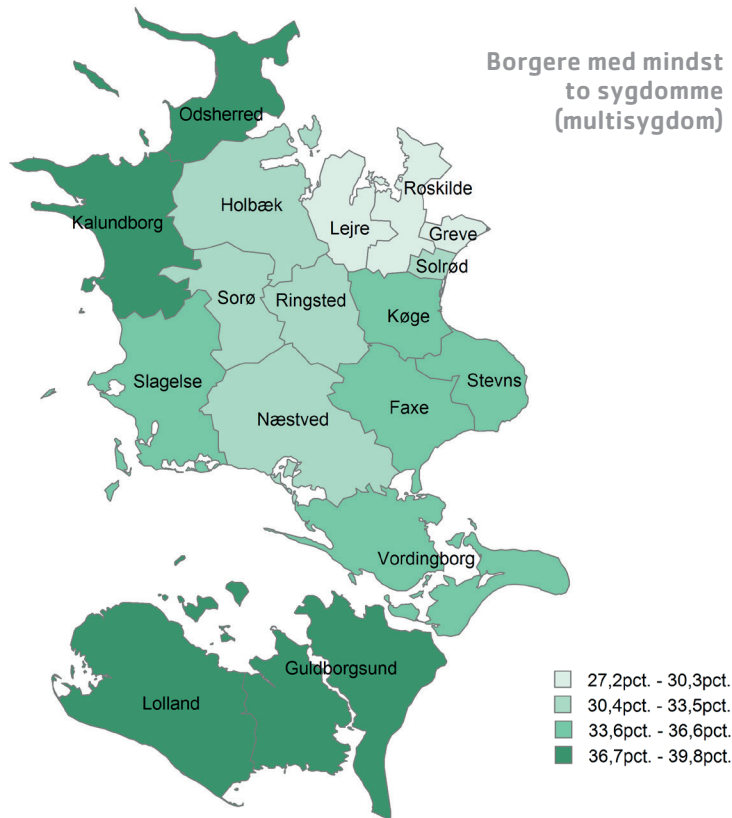 Borgere med mindst
to sygdomme
(multisygdom)
Odsherred
Holbæk
Roskilde
Kalundborg
Lejre
Greve
Solrød
Sorø
Ringsted
Køge
Slagelse
Stevns
Næstved
Faxe
Vordingborg
Guldborgsund
Lolland
27,2pct. - 30,3pct.
30,4pct. - 33,5pct.
33,6pct. - 36,6pct.
36,7pct. - 39,8pct.